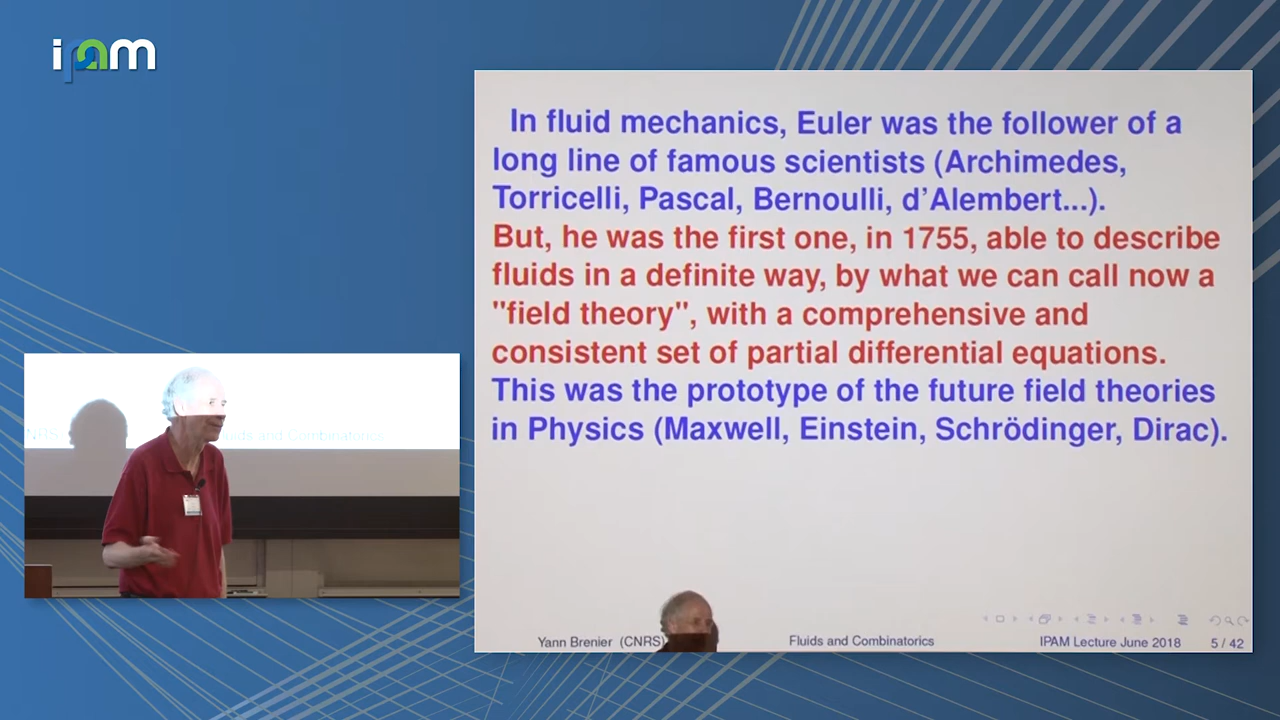 ipam
In fluid mechanics, Euler was the follower of a
long line of famous scientists (Archimedes,
Torricelli, Pascal, Bernoulli, d'Alembert...).
But, he was the first one, in 1755, able to describe
fluids in a definite way, by what we can call now a
"field theory", with a comprehensive and
consistent set of partial differential equations.
This was the prototype of the future field theories
in Physics (Maxwell, Einstein, Schrödinger, Dirac).
NRS uids and Combinatorics
Yann Brenier (CNRS) Fluids and Combinatorics IPAM Lecture June 2018 5 / 42